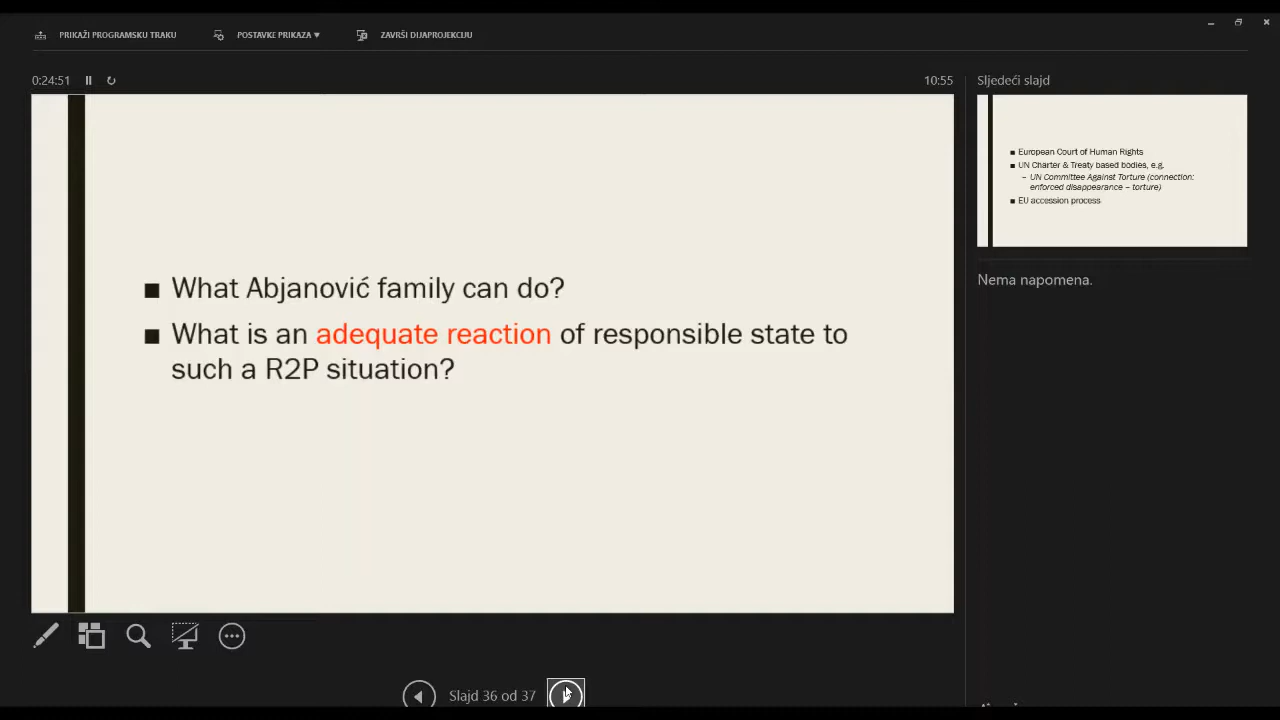 PRIKAŽI PROGRAMSKU TRAKU
POSTAVKE PRIKAZA ▼
ZAVRŠI DIJAPROJEKCIJU
0:24:51
10:55
■ What Abjanović family can do?
■ What is an adequate reaction of responsible state to
such a R2P situation?
Slajd 36 od 37
Sljedeći slajd
■ European Court of Human Rights
■ UN Charter & Treaty based bodies, e.g.
– UN Committee Against Torture (connection:
enforced disappearance – torture)
■ EU accession process
Nema napomena.